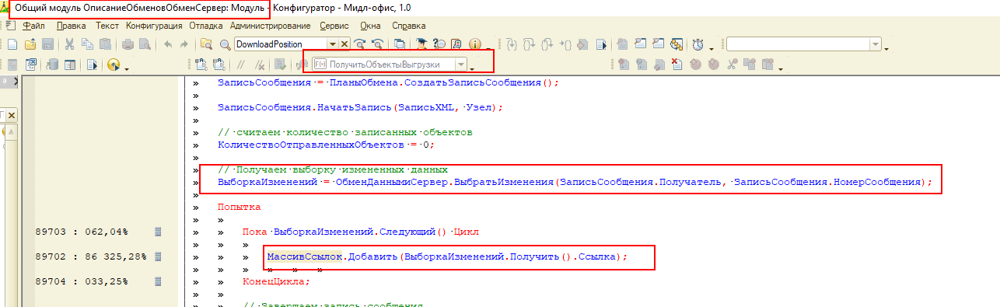 Общий модуль ОписаниеОбменовОбменСервер: Модуль - Конфигуратор - Мидл-офис, 1.0
Файл Правка Текст Конфигурация Отладка Администрирование Сервис Окна Справка
DownloadPosition
ПолучитьОбъектыВыгрузки
ЗаписьСообщения = ПланыОбмена.СоздатьЗаписьСообщения();
ЗаписьСообщения.НачатьЗапись(ЗаписьXML, Узел);
// считаем количество записанных объектов
КоличествоОтправленныхОбъектов = 0;
// Получаем выборку измененных данных
ВыборкаИзменений = ОбменДаннымиСервер.ВыбратьИзменения(ЗаписьСообщения.Получатель, ЗаписьСообщения.НомерСообщения);
Попытка
89703 : 062,04% Пока ВыборкаИзменений.Следующий() Цикл
89702 : 86 325,28% МассивСсылок.Добавить(ВыборкаИзменений.Получить().Ссылка);
89704 : 033,25% КонецЦикла;
// Завершаем запись сообщения